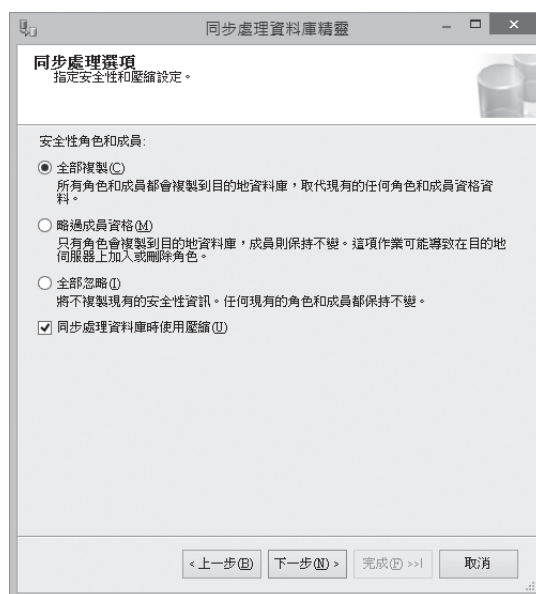 同步處理資料庫精靈
同步處理選項
指定安全性和壓縮設定。
安全性角色和成員:
全部複製(C)
所有角色和成員都會複製到目的地資料庫，取代現有的任何角色和成員資格資
料。
略過成員資格(M)
只有角色會複製到目的地資料庫，成員則保持不變。這項作業可能導致在目的地
伺服器上加入或刪除角色。
全部忽略(I)
將不複製現有的安全性資訊。任何現有的角色和成員都保持不變。
同步處理資料庫時使用壓縮(U)
<上一步(B) 下一步(N)> 完成(F)>>| 取消